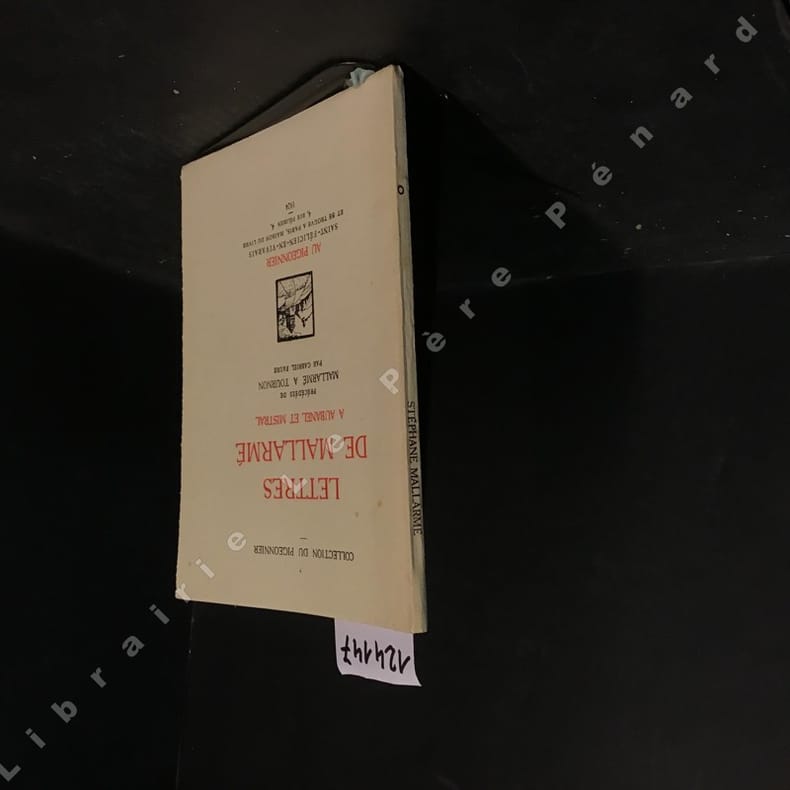 COLLECTION DU PIGEONNIER
LETTRES
DE MALLARMÉ
A AUBANEL ET MISTRAL
PRÉCÉDÉES DE
MALLARMÉ A TOURNON
PAR GABRIEL FAURE
AU PIGEONNIER
SAINT-FÉLICIEN-EN-VIVARAIS
ET SE TROUVE A PARIS, MAISON DU LIVRE
4, RUE FÉLIBIEN, 4.
1924
STÉPHANE MALLARMÉ
124147
Librairie Le Père Pénard